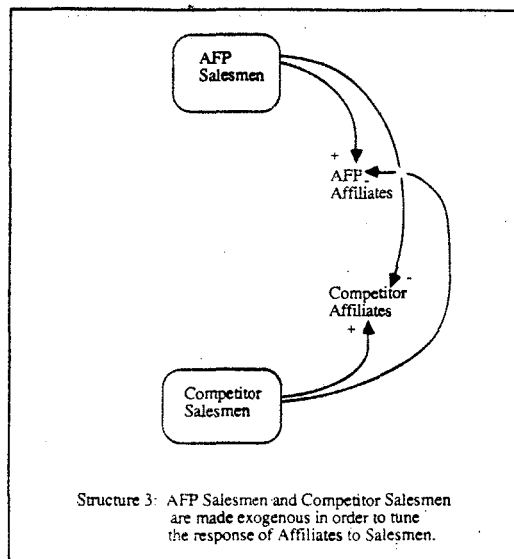 AFP
Salesmen
+
AFP -
Affiliates
-
Competitor
Affiliates
+
Competitor
Salesmen
Structure 3: AFP Salesmen and Competitor Salesmen
are made exogenous in order to tune
the response of Affiliates to Salesmen.